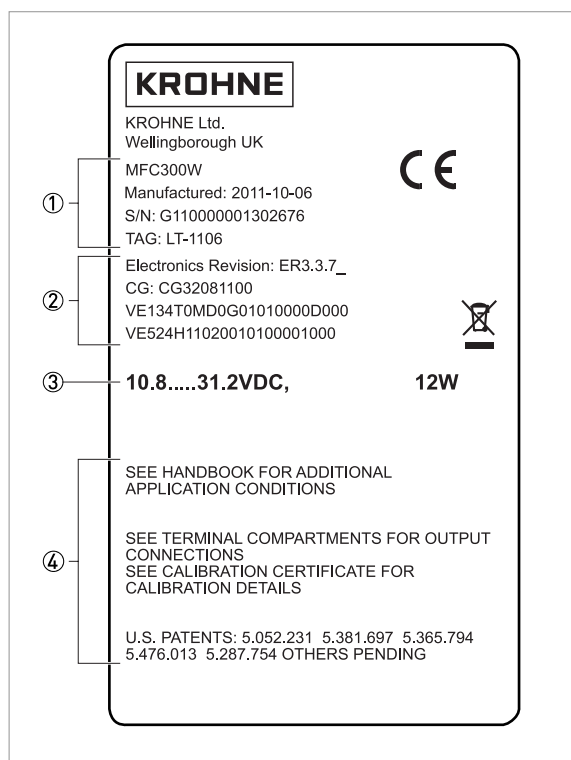 KROHNE
KROHNE Ltd.
Wellingborough UK
MFC300W
Manufactured: 2011-10-06
S/N: G110000001302676
TAG: LT-1106
CE
Electronics Revision: ER3.3.7_
CG: CG32081100
VE134T0MD0G01010000D000
VE524H11020010100001000
10.8.....31.2VDC, 12W
SEE HANDBOOK FOR ADDITIONAL
APPLICATION CONDITIONS
SEE TERMINAL COMPARTMENTS FOR OUTPUT
CONNECTIONS
SEE CALIBRATION CERTIFICATE FOR
CALIBRATION DETAILS
U.S. PATENTS: 5.052.231 5.381.697 5.365.794
5.476.013 5.287.754 OTHERS PENDING
①
②
③
④